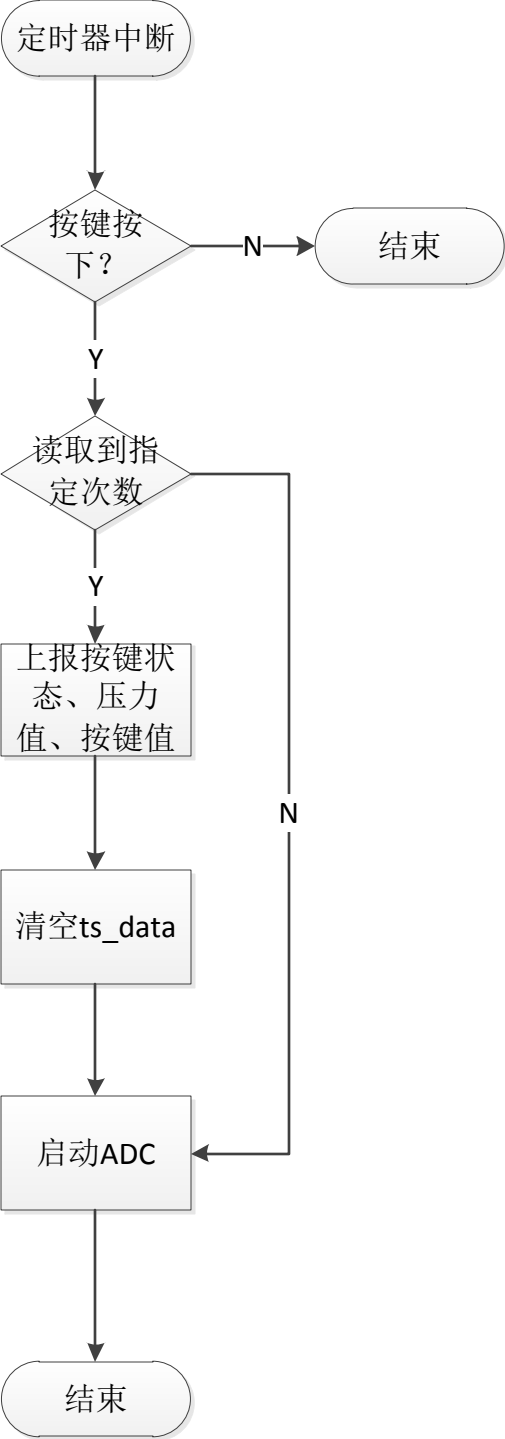 定时器中断
按键按
下？
N
结束
Y
读取到指
定次数
Y
上报按键状
态、压力
值、按键值
N
清空ts_data
启动ADC
结束